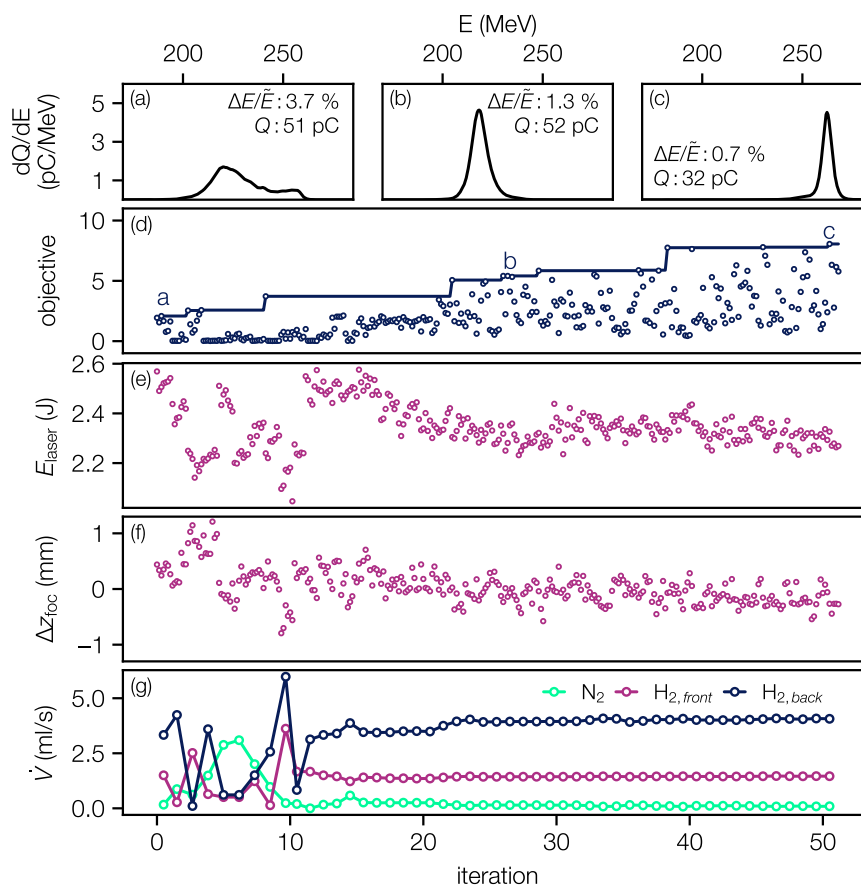 E (MeV)
200 250 200 250 200 250
dQ/dE
(pC/MeV)
5
3
1
(a)
ΔE/Ẽ : 3.7 %
Q : 51 pC
(b)
ΔE/Ẽ : 1.3 %
Q : 52 pC
(c)
ΔE/Ẽ : 0.7 %
Q : 32 pC
objective
10
5
0
(d)
a
b
c
E_laser (J)
2.6
2.4
2.2
(e)
Δz_foc (mm)
1
0
−1
(f)
V̇ (ml/s)
5.0
2.5
0.0
(g)
N₂ H₂,front H₂,back
0 10 20 30 40 50
iteration